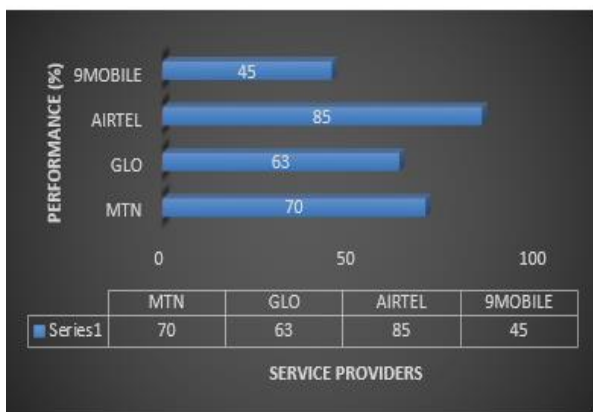 PERFORMANCE (%)
9MOBILE 45
AIRTEL 85
GLO 63
MTN 70
0 50 100
MTN GLO AIRTEL 9MOBILE
Series1 70 63 85 45
SERVICE PROVIDERS